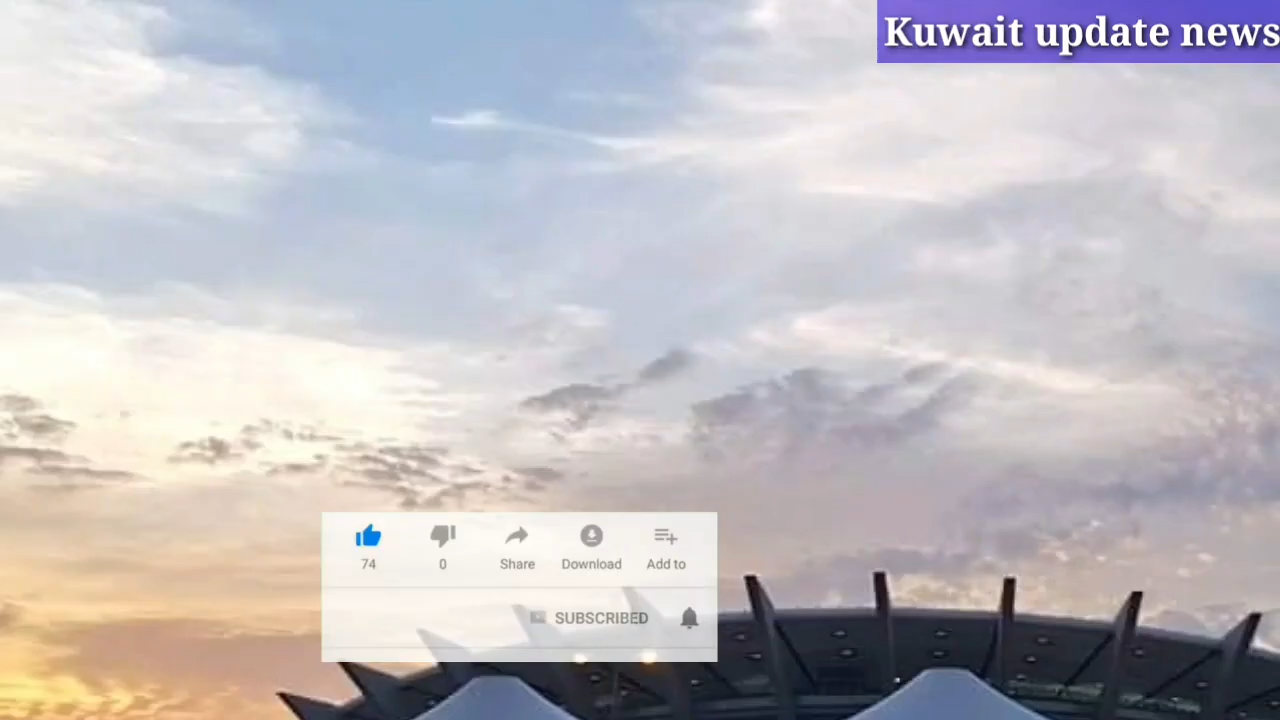 Kuwait update news
74
0
Share
Download
Add to
SUBSCRIBED